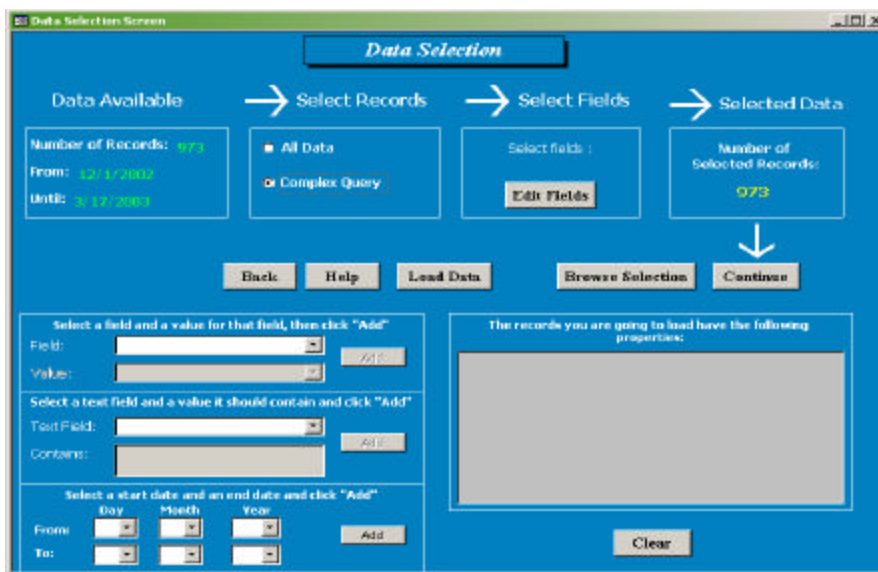 Data Selection Screen
Data Selection
Data Available
Select Records
Select Fields
Selected Data
Number of Records: 973
From: 12/1/2002
Until: 3/17/2003
All Data
Complex Query
Select fields :
Edit Fields
Number of
Selected Records:
973
Back
Help
Load Data
Browse Selection
Continue
Select a field and a value for that field, then click "Add"
Field:
Value:
Add
Select a text field and a value it should contain and click "Add"
Text Field:
Contains:
Add
Select a start date and an end date and click "Add"
Day Month Year
From:
To:
Add
The records you are going to load have the following
properties:
Clear